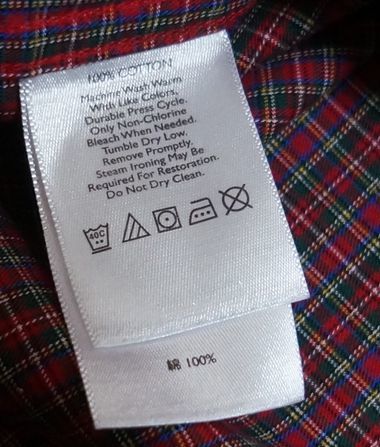 100% COTTON
Machine Wash Warm
With Like Colors,
Durable Press Cycle.
Only Non-Chlorine
Bleach When Needed.
Tumble Dry Low.
Remove Promptly.
Steam Ironing May Be
Required For Restoration.
Do Not Dry Clean.
40C
綿 100%